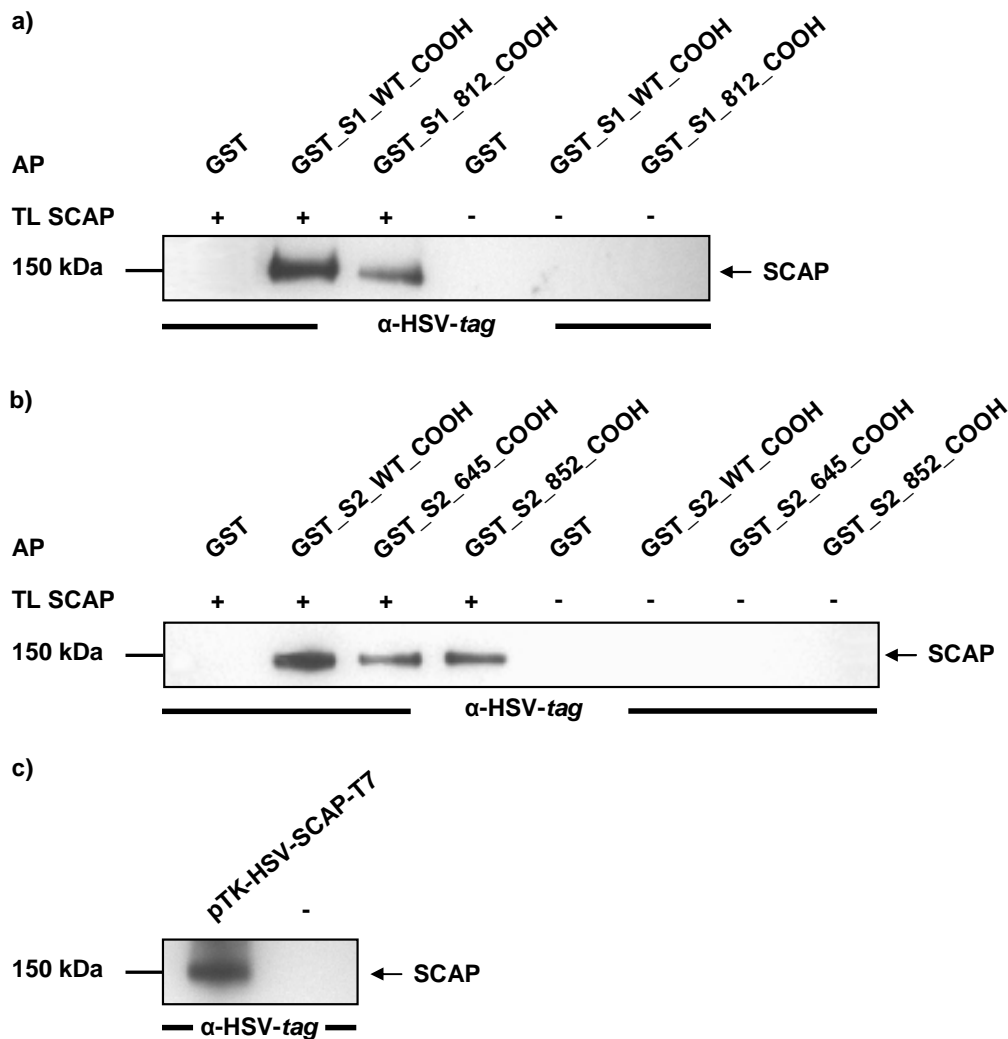 a)
GST_S1_WT_COOH
GST_S1_812_COOH
GST_S1_WT_COOH
GST_S1_812_COOH
AP GST GST
TL SCAP + + + - - -
150 kDa SCAP
α-HSV-tag
b)
GST_S2_WT_COOH
GST_S2_645_COOH
GST_S2_852_COOH
GST_S2_WT_COOH
GST_S2_645_COOH
GST_S2_852_COOH
AP GST GST
TL SCAP + + + + - - - -
150 kDa SCAP
α-HSV-tag
c)
pTK-HSV-SCAP-T7 -
150 kDa SCAP
α-HSV-tag